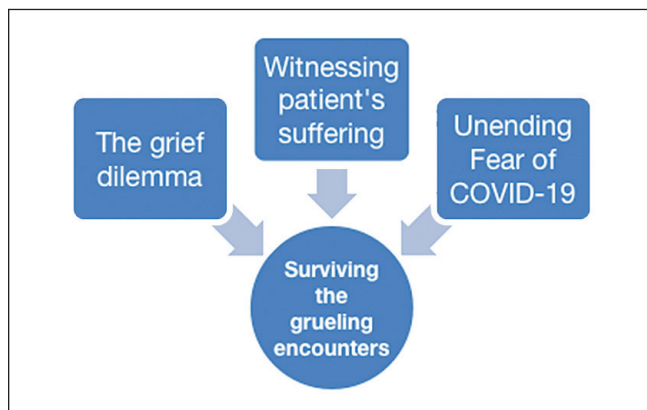 The grief
dilemma
Witnessing
patient's
suffering
Unending
Fear of
COVID-19
Surviving
the
grueling
encounters